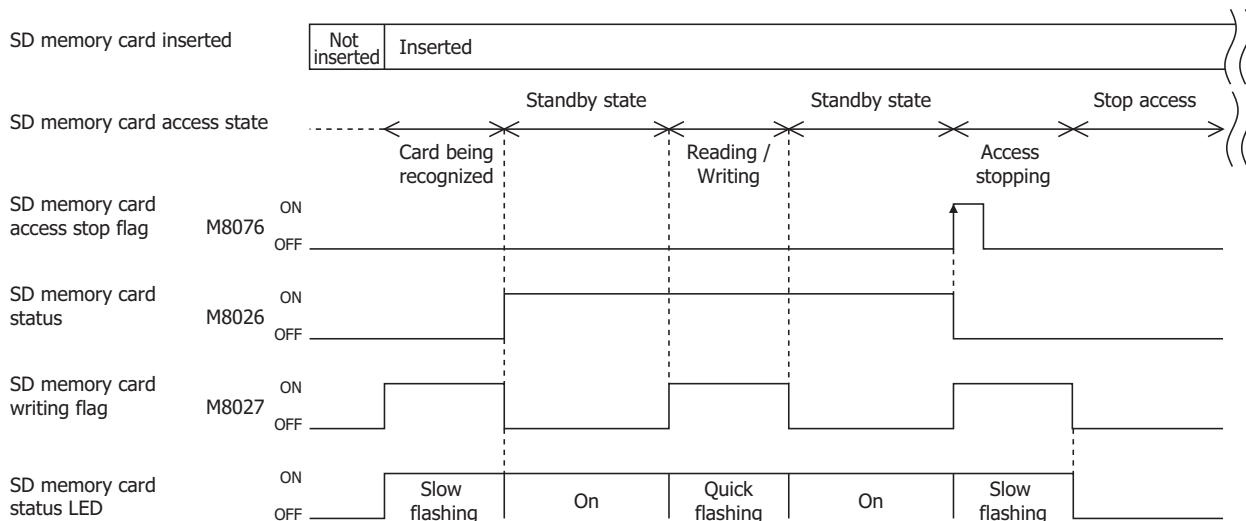 SD memory card inserted
Not
inserted
Inserted
Standby state
Standby state
Stop access
SD memory card access state
Card being
recognized
Reading /
Writing
Access
stopping
SD memory card
access stop flag
M8076
ON
OFF
SD memory card
status
M8026
ON
OFF
SD memory card
writing flag
M8027
ON
OFF
SD memory card
status LED
ON
OFF
Slow
flashing
On
Quick
flashing
On
Slow
flashing